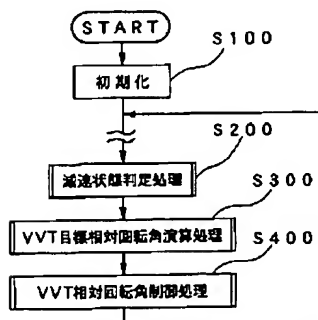 START
S100
初期化
S200
減速状態判定処理
S300
VVT目標相対回転角演算処理
S400
VVT相対回転角制御処理